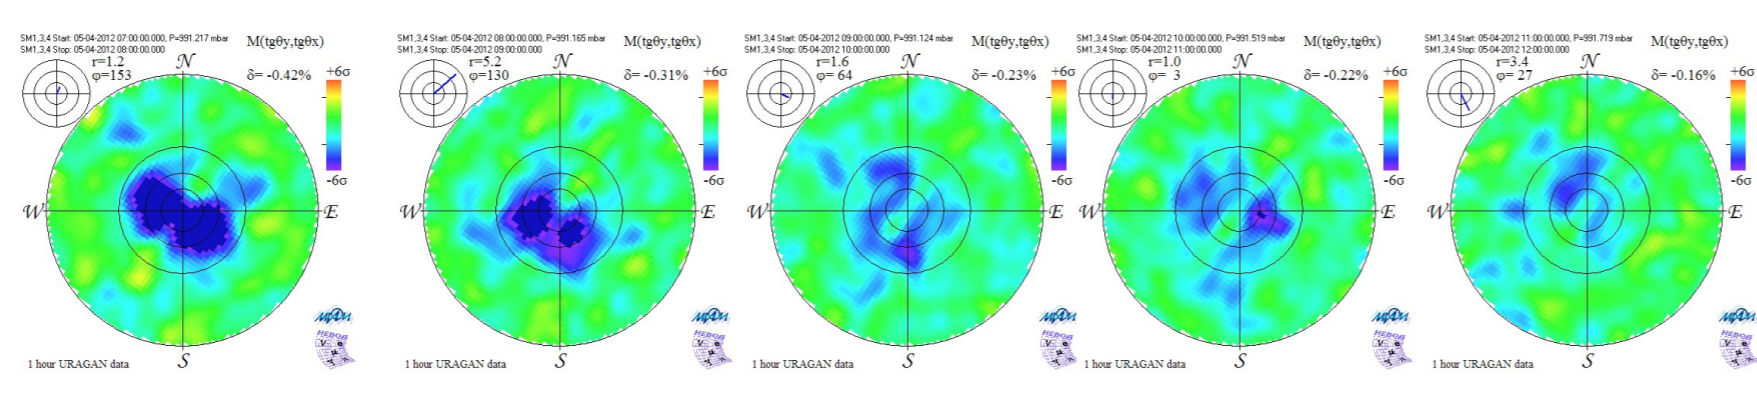 SM1,3,4 Start: 05-04-2012 07:00:00.000, P=991.217 mbar
SM1,3,4 Stop: 05-04-2012 08:00:00.000
M(tgθy,tgθx)
r=1.2
φ=153
N
δ= -0.42%
+6σ
-6σ
W
E
S
1 hour URAGAN data
НЕВОД
SM1,3,4 Start: 05-04-2012 08:00:00.000, P=991.165 mbar
SM1,3,4 Stop: 05-04-2012 09:00:00.000
M(tgθy,tgθx)
r=5.2
φ=130
N
δ= -0.31%
+6σ
-6σ
W
E
S
1 hour URAGAN data
НЕВОД
SM1,3,4 Start: 05-04-2012 09:00:00.000, P=991.124 mbar
SM1,3,4 Stop: 05-04-2012 10:00:00.000
M(tgθy,tgθx)
r=1.6
φ= 64
N
δ= -0.23%
+6σ
-6σ
W
E
S
1 hour URAGAN data
НЕВОД
SM1,3,4 Start: 05-04-2012 10:00:00.000, P=991.519 mbar
SM1,3,4 Stop: 05-04-2012 11:00:00.000
M(tgθy,tgθx)
r=1.0
φ= 3
N
δ= -0.22%
+6σ
-6σ
W
E
S
1 hour URAGAN data
НЕВОД
SM1,3,4 Start: 05-04-2012 11:00:00.000, P=991.719 mbar
SM1,3,4 Stop: 05-04-2012 12:00:00.000
M(tgθy,tgθx)
r=3.4
φ= 27
N
δ= -0.16%
+6σ
-6σ
W
E
S
1 hour URAGAN data
НЕВОД